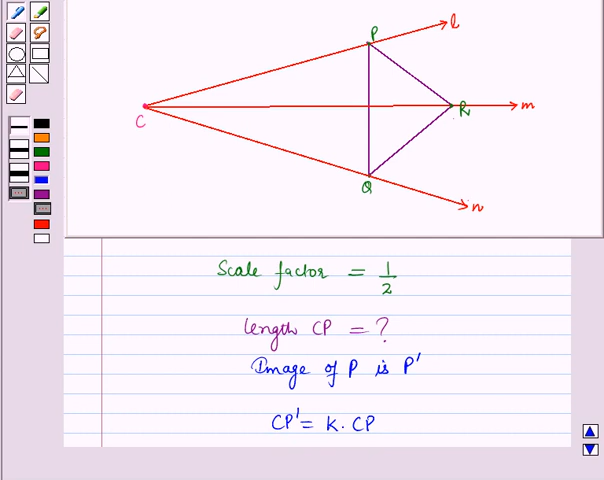 l
P
C
R
m
Q
n
Scale factor = 1/2
length CP = ?
Image of P is P'
CP' = K. CP